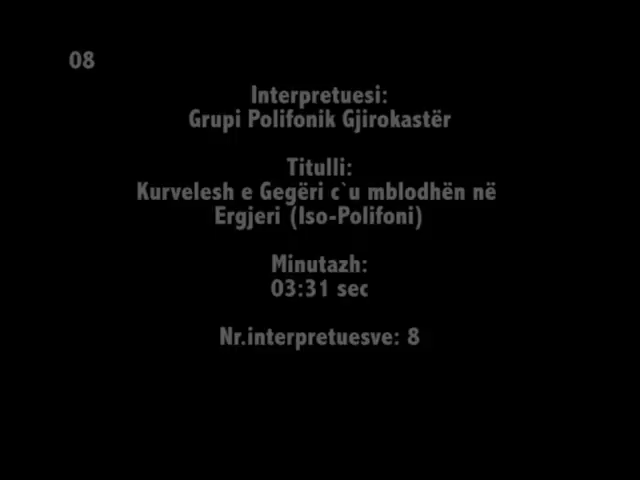 08
Interpretuesi:
Grupi Polifonik Gjirokastër
Titulli:
Kurvelesh e Gegëri c`u mblodhën në
Ergjeri (Iso-Polifoni)
Minutazh:
03:31 sec
Nr.interpretuesve: 8